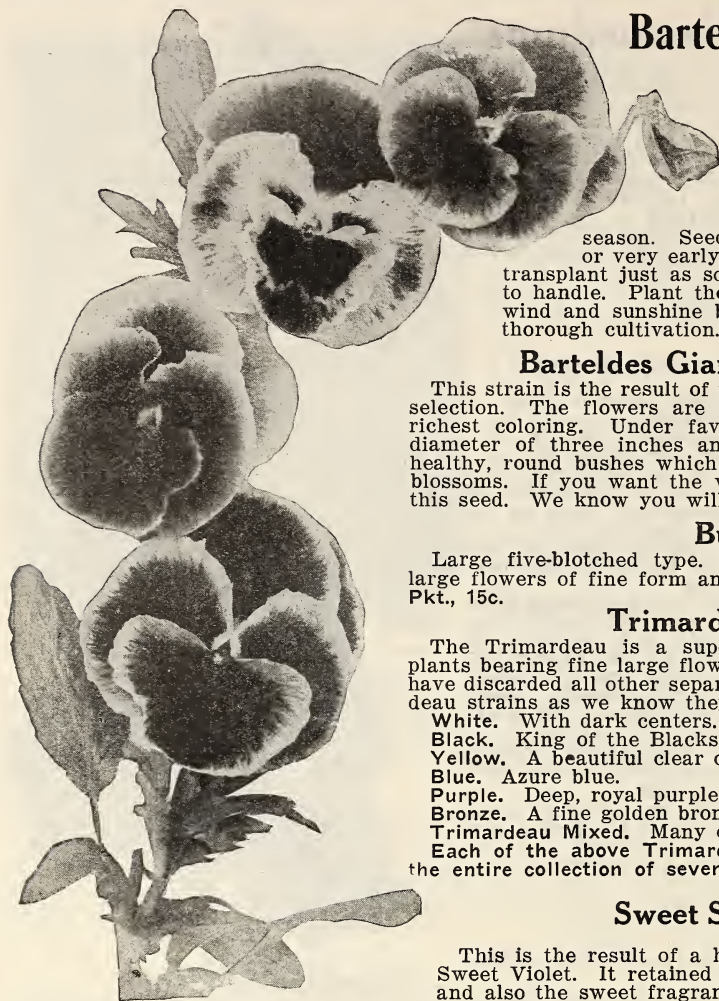 Barte
season. Seed
or very early
transplant just as so
to handle. Plant the
wind and sunshine b
thorough cultivation.
Barteldes Gian
This strain is the result of
selection. The flowers are
richest coloring. Under fav
diameter of three inches an
healthy, round bushes which
blossoms. If you want the v
this seed. We know you will
Bu
Large five-blotched type.
large flowers of fine form an
Pkt., 15c.
Trimard
The Trimardeau is a sup
plants bearing fine large flow
have discarded all other separ
deau strains as we know the
White. With dark centers.
Black. King of the Blacks
Yellow. A beautiful clear
Blue. Azure blue.
Purple. Deep, royal purple
Bronze. A fine golden bron
Trimardeau Mixed. Many
Each of the above Trimard
the entire collection of sever
Sweet S
This is the result of a h
Sweet Violet. It retained
and also the sweet fragran